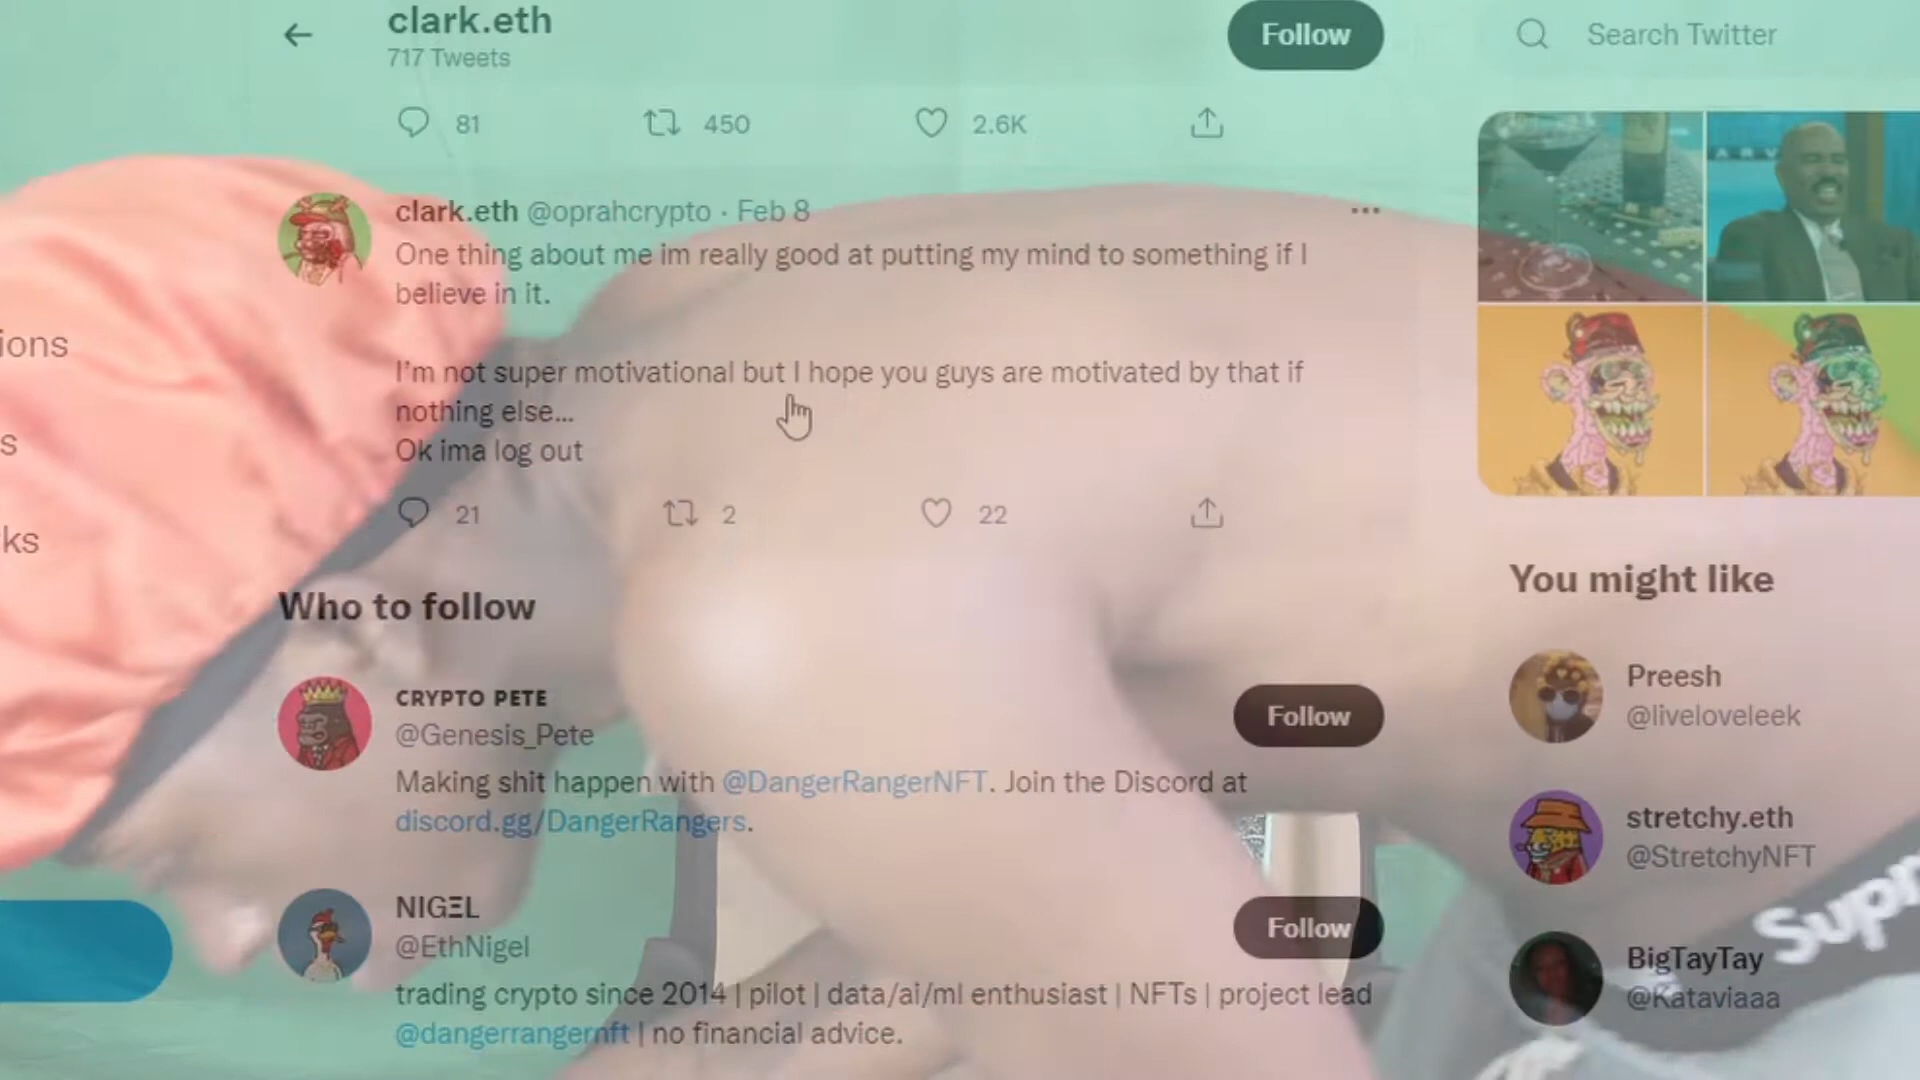 clark.eth
717 Tweets
Follow
Search Twitter
81
450
2.6K
clark.eth @oprahcrypto · Feb 8
One thing about me im really good at putting my mind to something if I
believe in it.
I'm not super motivational but I hope you guys are motivated by that if
nothing else...
Ok ima log out
21
2
22
ions
s
ks
Who to follow
CRYPTO PETE
@Genesis_Pete
Follow
Making shit happen with @DangerRangerNFT. Join the Discord at
discord.gg/DangerRangers.
NIGΞL
@EthNigel
Follow
trading crypto since 2014 | pilot | data/ai/ml enthusiast | NFTs | project lead
@dangerrangernft | no financial advice.
You might like
Preesh
@liveloveleek
stretchy.eth
@StretchyNFT
BigTayTay
@Kataviaaa
Supr